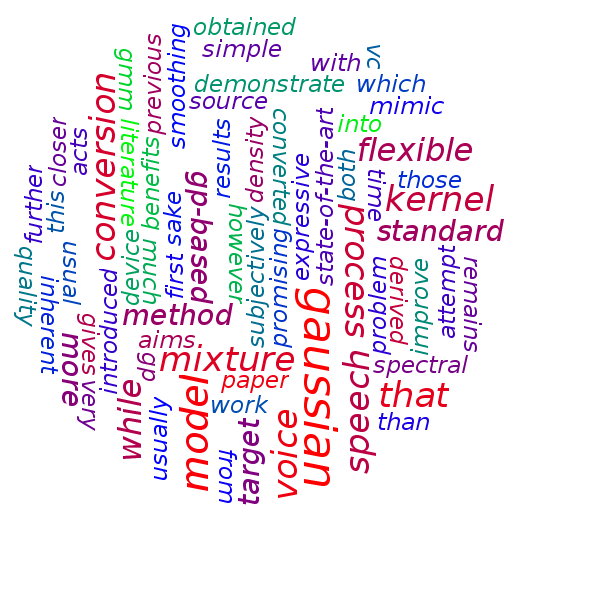 obtained
simple
with
vc
demonstrate
which
source
mimic
into
smoothing
previous
gmm
literature
conversion
closer
acts
further
this
benefits
results
density
converted
expressive
state-of-the-art
both
flexible
time
those
kernel
standard
gp-based
first sake
much
device
introduced
usual
inherent
quality
however
subjectively
promising
gaussian
process
problem
derived
improve
attempt
remains
method
aims
mixture
gp
gives
very
more
while
usually
model
paper
work
from
target
voice
speech
spectral
that
than